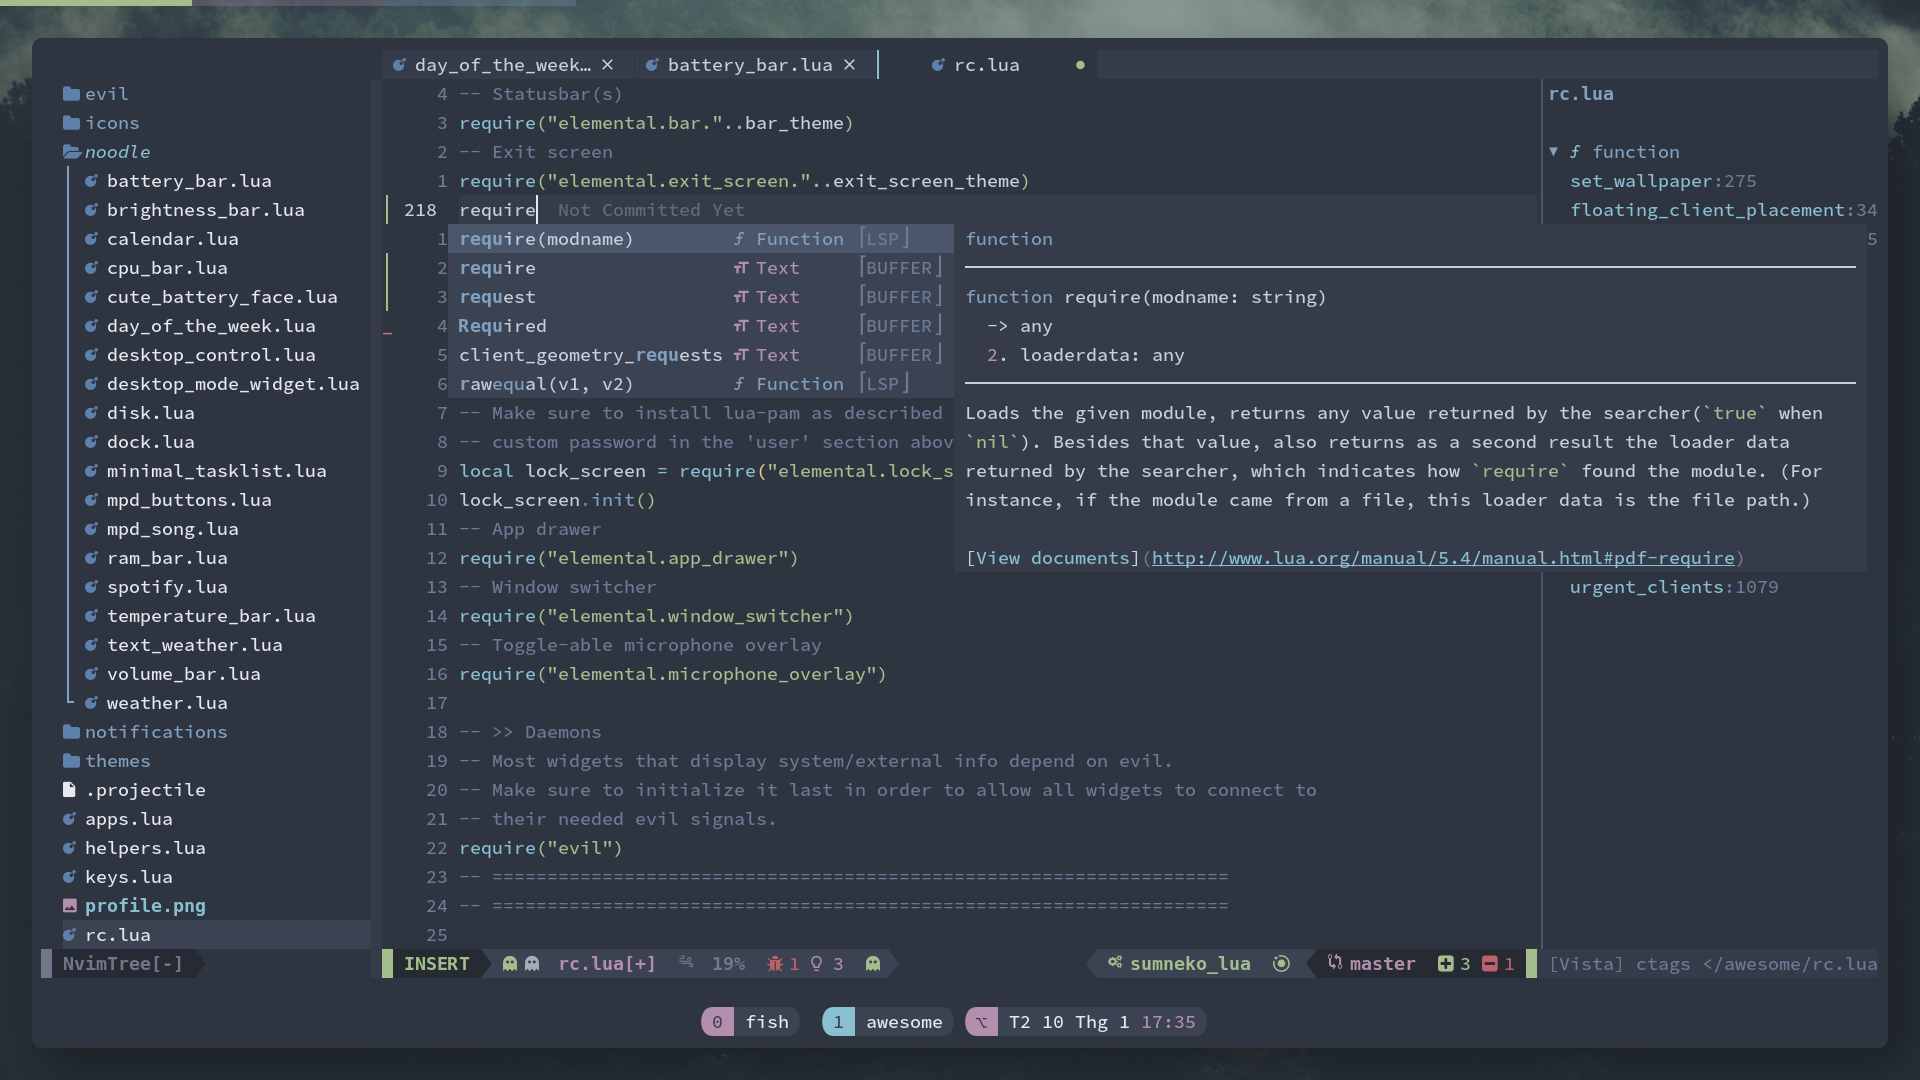 day_of_the_week… × battery_bar.lua × rc.lua ●
evil
icons
noodle
battery_bar.lua
brightness_bar.lua
calendar.lua
cpu_bar.lua
cute_battery_face.lua
day_of_the_week.lua
desktop_control.lua
desktop_mode_widget.lua
disk.lua
dock.lua
minimal_tasklist.lua
mpd_buttons.lua
mpd_song.lua
ram_bar.lua
spotify.lua
temperature_bar.lua
text_weather.lua
volume_bar.lua
weather.lua
notifications
themes
.projectile
apps.lua
helpers.lua
keys.lua
profile.png
rc.lua
NvimTree[-]
4 -- Statusbar(s)
3 require("elemental.bar."..bar_theme)
2 -- Exit screen
1 require("elemental.exit_screen."..exit_screen_theme)
218 require Not Committed Yet
1 require(modname) ƒ Function ⌈LSP⌋
2 require Text ⌈BUFFER⌋
3 request Text ⌈BUFFER⌋
4 Required Text ⌈BUFFER⌋
5 client_geometry_requests Text ⌈BUFFER⌋
6 rawequal(v1, v2) ƒ Function ⌈LSP⌋
7 -- Make sure to install lua-pam as described
8 -- custom password in the 'user' section abov
9 local lock_screen = require("elemental.lock_s
10 lock_screen.init()
11 -- App drawer
12 require("elemental.app_drawer")
13 -- Window switcher
14 require("elemental.window_switcher")
15 -- Toggle-able microphone overlay
16 require("elemental.microphone_overlay")
17
18 -- >> Daemons
19 -- Most widgets that display system/external info depend on evil.
20 -- Make sure to initialize it last in order to allow all widgets to connect to
21 -- their needed evil signals.
22 require("evil")
23 -- ===================================================================
24 -- ===================================================================
25
function
function require(modname: string)
-> any
2. loaderdata: any
Loads the given module, returns any value returned by the searcher(`true` when
`nil`). Besides that value, also returns as a second result the loader data
returned by the searcher, which indicates how `require` found the module. (For
instance, if the module came from a file, this loader data is the file path.)
[View documents](http://www.lua.org/manual/5.4/manual.html#pdf-require)
rc.lua
▼ ƒ function
set_wallpaper:275
floating_client_placement:34
5
urgent_clients:1079
INSERT rc.lua[+] 19% 1 3
sumneko_lua master 3 1
[Vista] ctags </awesome/rc.lua
0 fish 1 awesome ⌥ T2 10 Thg 1 17:35